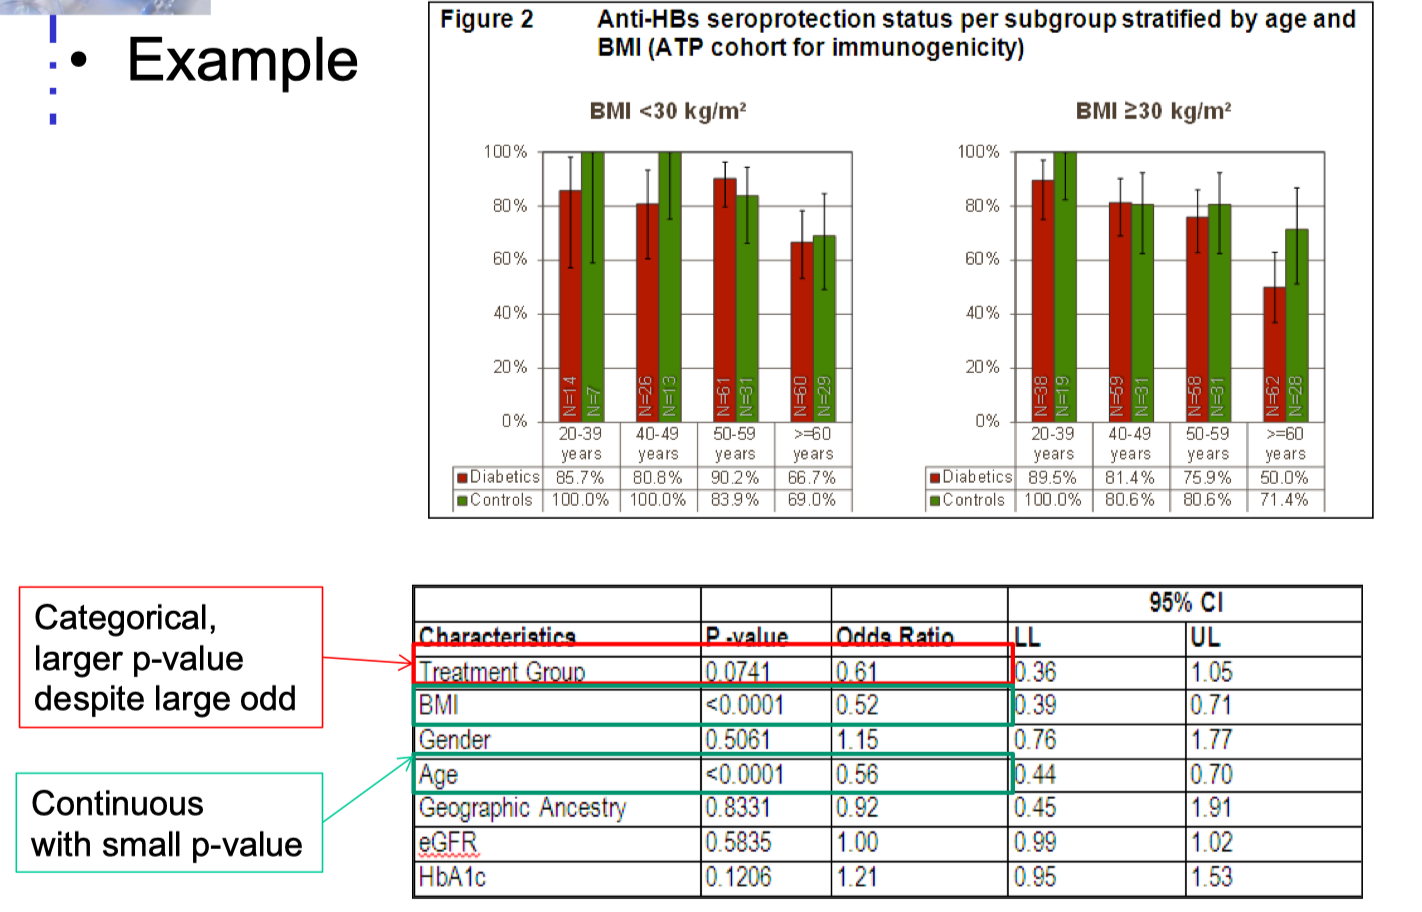 • Example
Figure 2 Anti-HBs seroprotection status per subgroup stratified by age and
BMI (ATP cohort for immunogenicity)
BMI <30 kg/m²
100%
80%
60%
40%
20%
0%
N=14 N=7 N=26 N=13 N=61 N=31 N=60 N=29
20-39 40-49 50-59 >=60
years years years years
Diabetics 85.7% 80.8% 90.2% 66.7%
Controls 100.0% 100.0% 83.9% 69.0%
BMI ≥30 kg/m²
100%
80%
60%
40%
20%
0%
N=38 N=19 N=59 N=31 N=58 N=31 N=62 N=28
20-39 40-49 50-59 >=60
years years years years
Diabetics 89.5% 81.4% 75.9% 50.0%
Controls 100.0% 80.6% 80.6% 71.4%
Categorical,
larger p-value
despite large odd
Continuous
with small p-value
95% CI
Characteristics P -value Odds Ratio LL UL
Treatment Group 0.0741 0.61 0.36 1.05
BMI <0.0001 0.52 0.39 0.71
Gender 0.5061 1.15 0.76 1.77
Age <0.0001 0.56 0.44 0.70
Geographic Ancestry 0.8331 0.92 0.45 1.91
eGFR 0.5835 1.00 0.99 1.02
HbA1c 0.1206 1.21 0.95 1.53